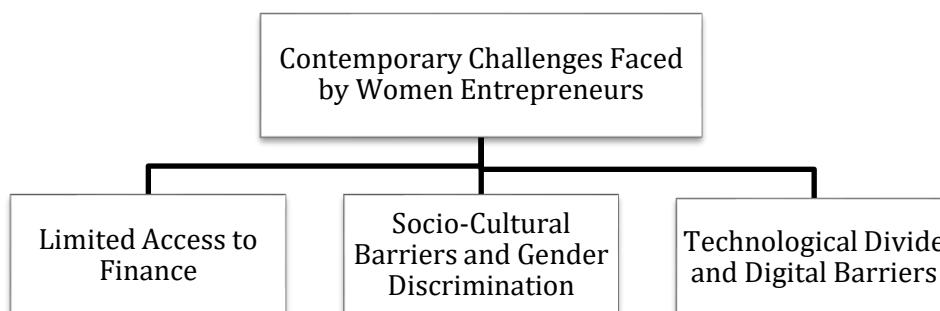 Contemporary Challenges Faced
by Women Entrepreneurs
Limited Access to
Finance
Socio-Cultural
Barriers and Gender
Discrimination
Technological Divide
and Digital Barriers